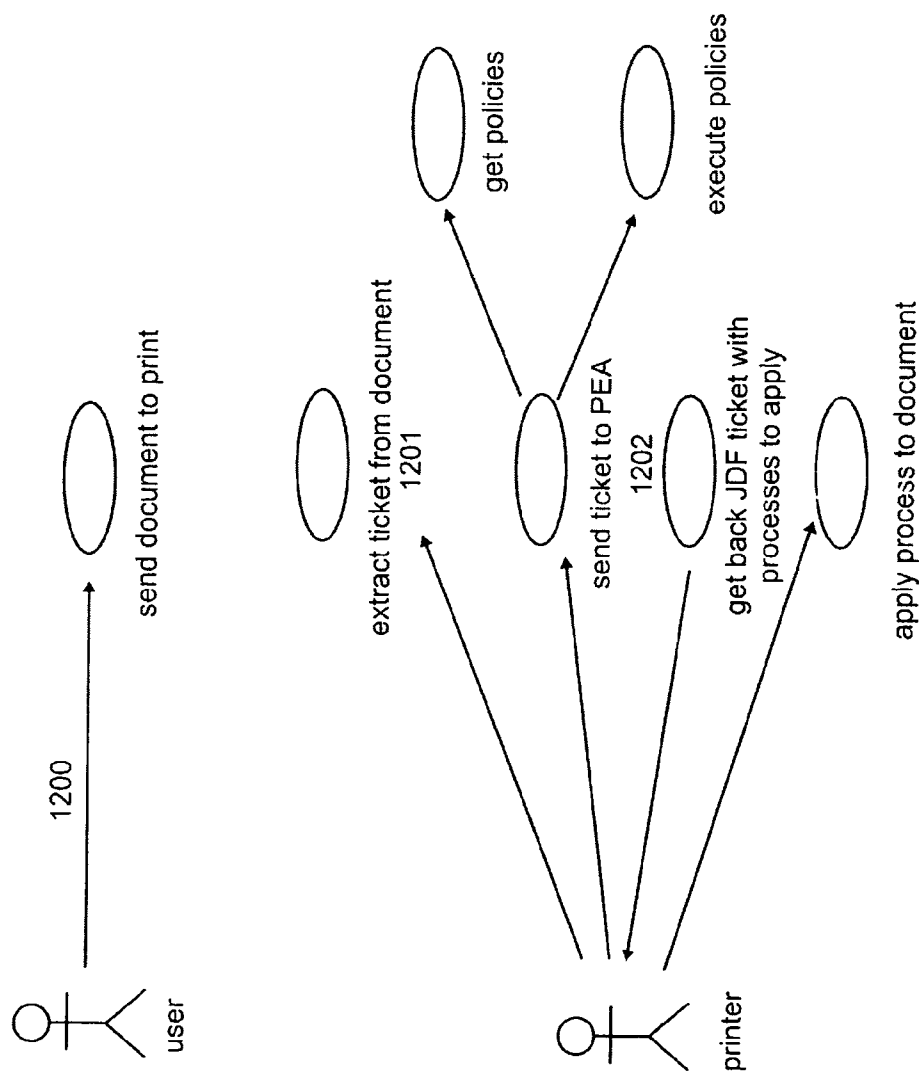 user
1200
send document to print
printer
extract ticket from document
1201
send ticket to PEA
1202
get back JDF ticket with
processes to apply
apply process to document
get policies
execute policies